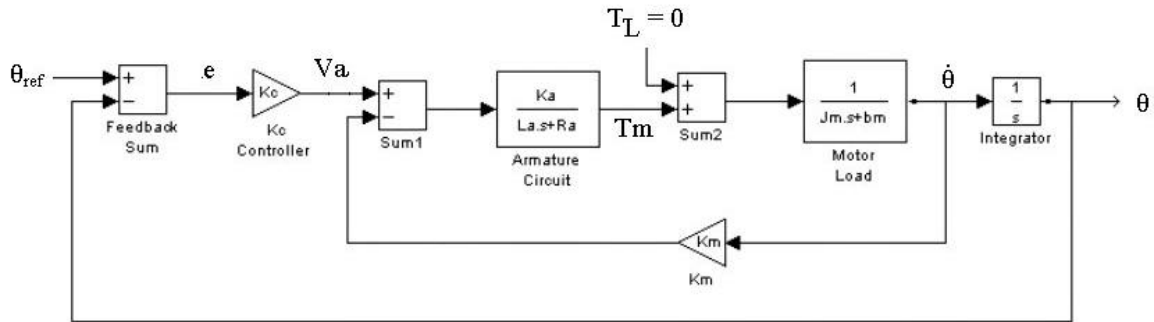 T_L = 0
θ_ref
+
−
Feedback
Sum
.e
Kc
Kc
Controller
Va
+
−
Sum1
Ka
La.s+Ra
Armature
Circuit
Tm
+
+
Sum2
1
Jm.s+bm
Motor
Load
θ̇
1
s
Integrator
θ
Km
Km